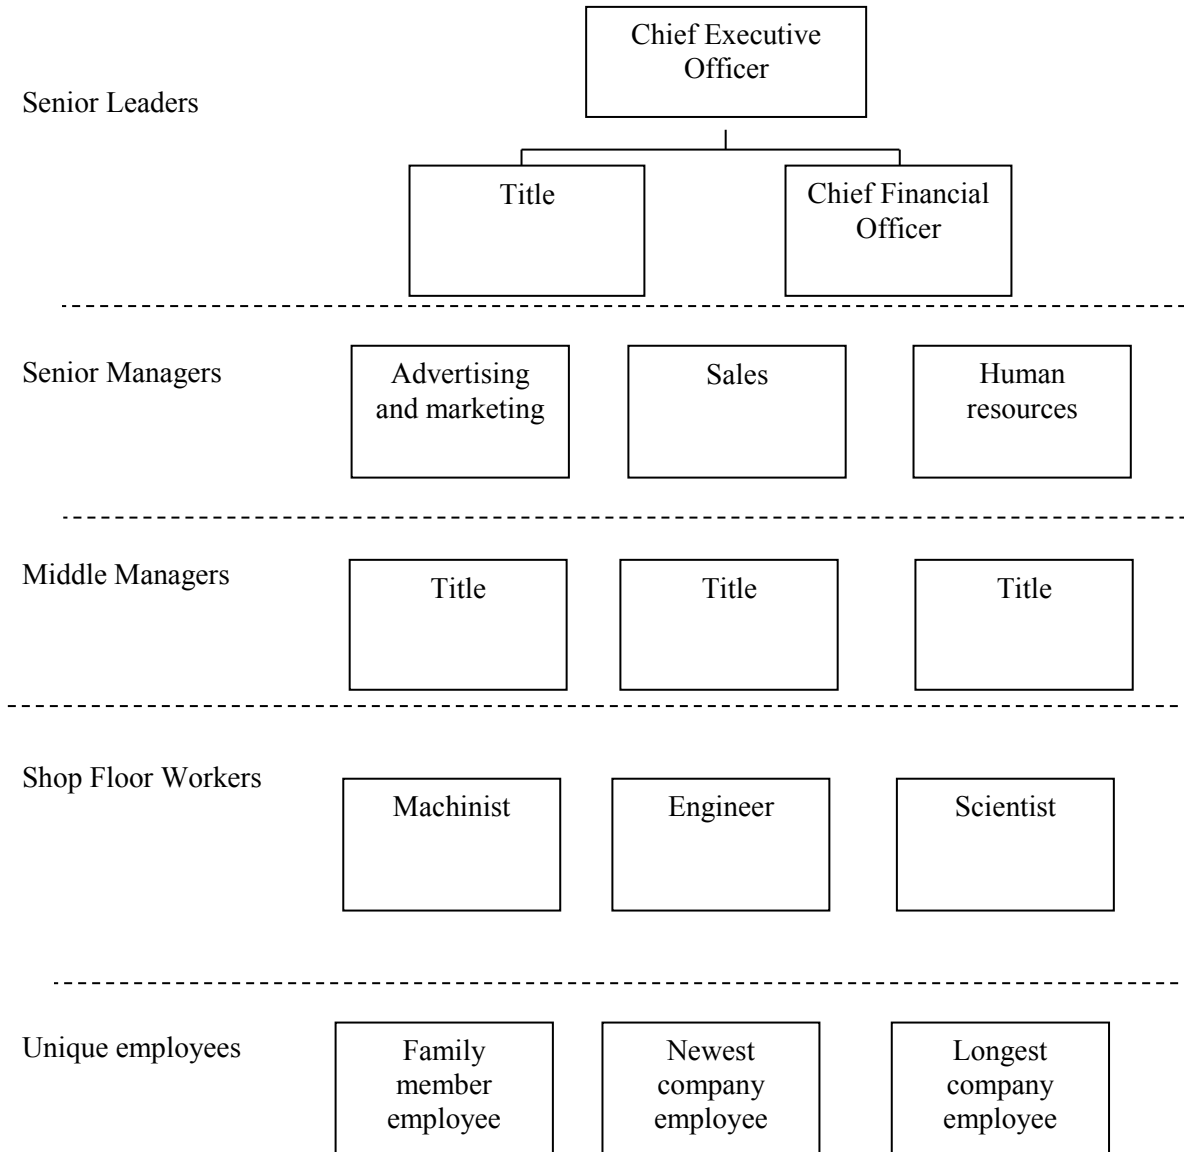 Chief Executive
Officer
Senior Leaders
Title
Chief Financial
Officer
Senior Managers
Advertising
and marketing
Sales
Human
resources
Middle Managers
Title
Title
Title
Shop Floor Workers
Machinist
Engineer
Scientist
Unique employees
Family
member
employee
Newest
company
employee
Longest
company
employee